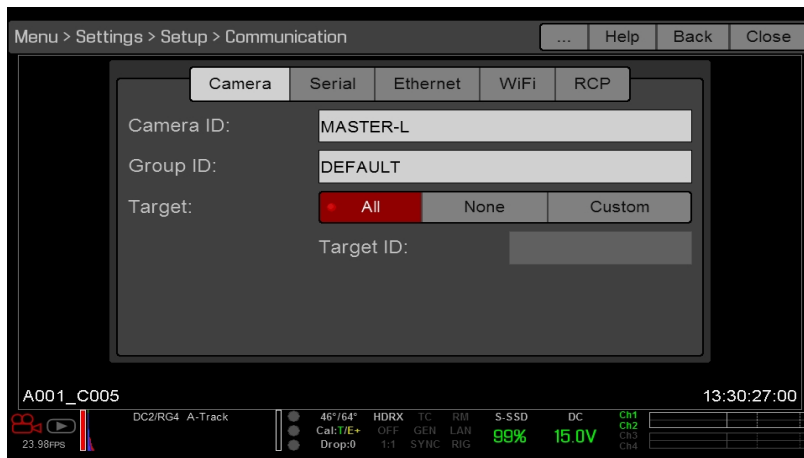 Menu > Settings > Setup > Communication ... Help Back Close
Camera Serial Ethernet WiFi RCP
Camera ID: MASTER-L
Group ID: DEFAULT
Target: All None Custom
Target ID:
A001_C005 13:30:27:00
DC2/RG4 A-Track 46°/64° HDRX TC RM S-SSD DC Ch1
Cal:T/E+ OFF GEN LAN 99% 15.0V Ch2
23.98FPS Drop:0 1:1 SYNC RIG Ch3
Ch4